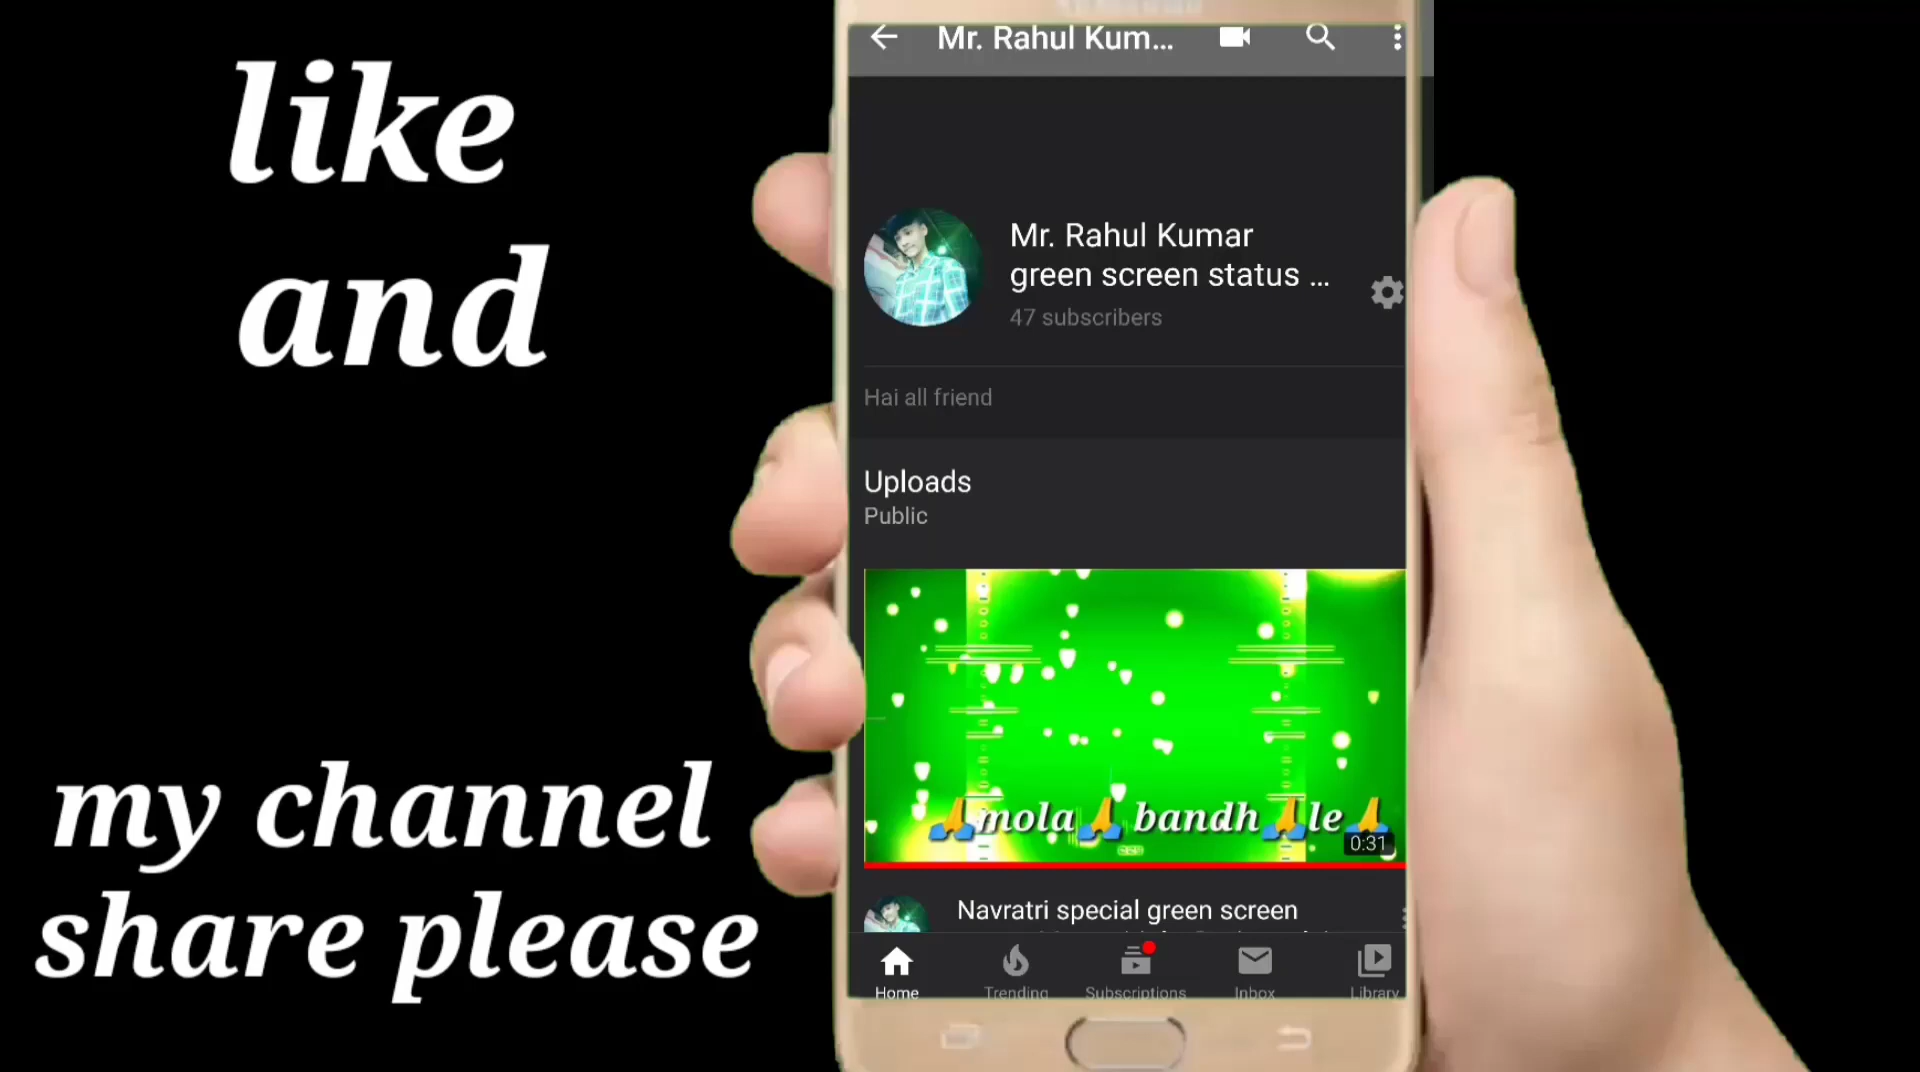 like
and
my channel
share please
Mr. Rahul Kum...
Mr. Rahul Kumar
green screen status ...
47 subscribers
Hai all friend
Uploads
Public
🙏mola🙏 bandh🙏le🙏
0:31
Navratri special green screen
Home
Trending
Subscriptions
Inbox
Library